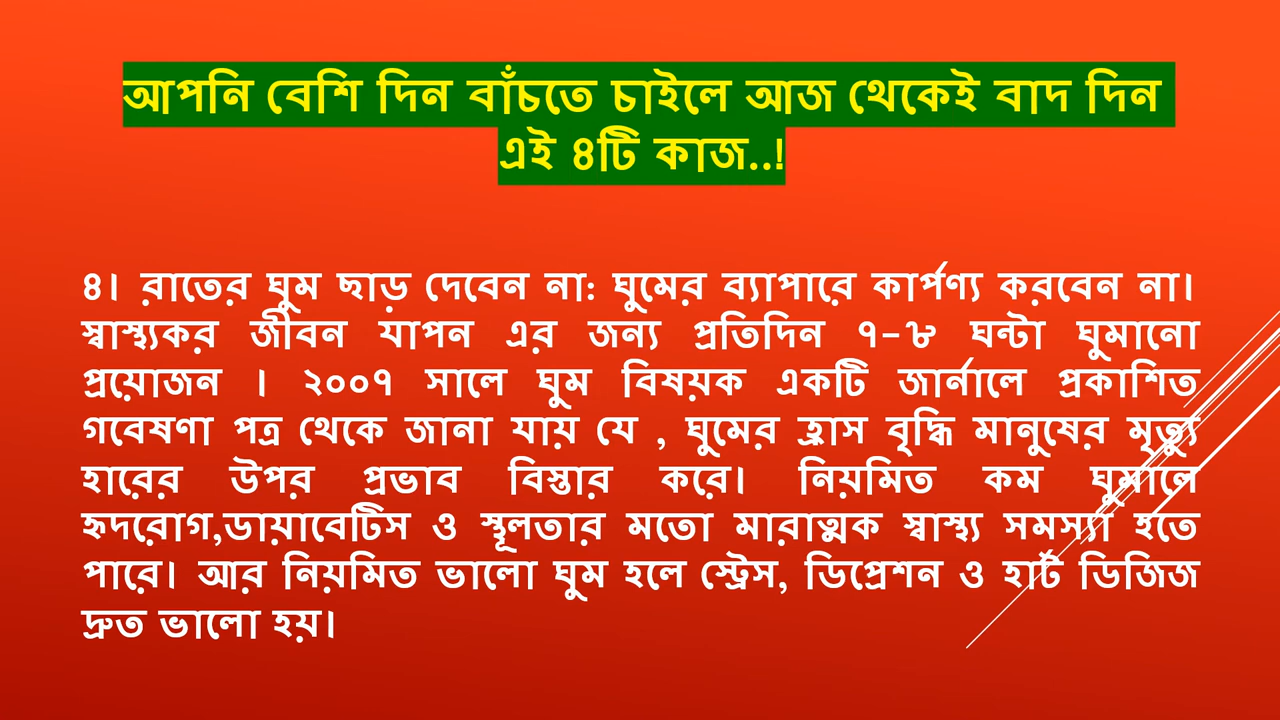 আপনি বেশি দিন বাঁচতে চাইলে আজ থেকেই বাদ দিন
এই ৪টি কাজ..!
৪। রাতের ঘুম ছাড় দেবেন না: ঘুমের ব্যাপারে কার্পণ্য করবেন না।
স্বাস্থ্যকর জীবন যাপন এর জন্য প্রতিদিন ৭-৮ ঘন্টা ঘুমানো
প্রয়োজন । ২০০৭ সালে ঘুম বিষয়ক একটি জার্নালে প্রকাশিত
গবেষণা পত্র থেকে জানা যায় যে , ঘুমের হ্রাস বৃদ্ধি মানুষের মৃত্যু
হারের উপর প্রভাব বিস্তার করে। নিয়মিত কম ঘুমালে
হৃদরোগ,ডায়াবেটিস ও স্থূলতার মতো মারাত্মক স্বাস্থ্য সমস্যা হতে
পারে। আর নিয়মিত ভালো ঘুম হলে স্ট্রেস, ডিপ্রেশন ও হার্ট ডিজিজ
দ্রুত ভালো হয়।